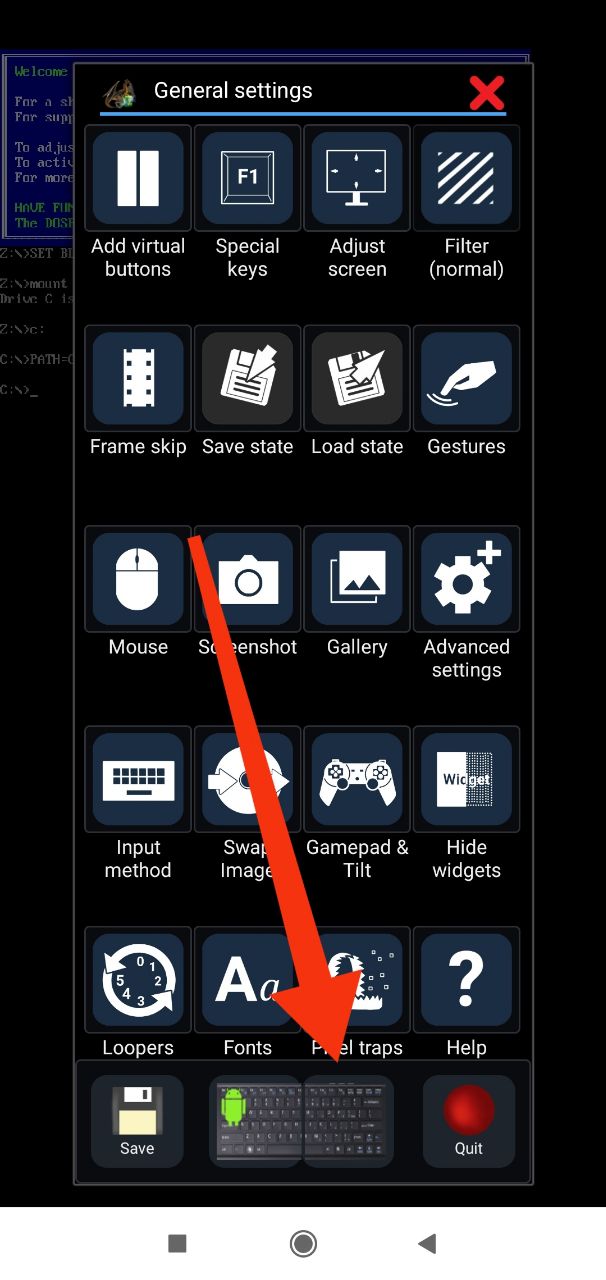 General settings
Welcome
For a sh
For supp
To adjus
To activ
For more
HAVE FUN
The DOSB
Z:\>SET BL
Z:\>mount
Drive C is
Z:\>c:
C:\>PATH=C
C:\>_
F1
Add virtual
buttons
Special
keys
Adjust
screen
Filter
(normal)
Frame skip
Save state
Load state
Gestures
Mouse
Screenshot
Gallery
Advanced
settings
Widget
Input
method
Swap
Image
Gamepad &
Tilt
Hide
widgets
0
1
2
3
4
5
Aa
?
Loopers
Fonts
Pixel traps
Help
Save
Quit